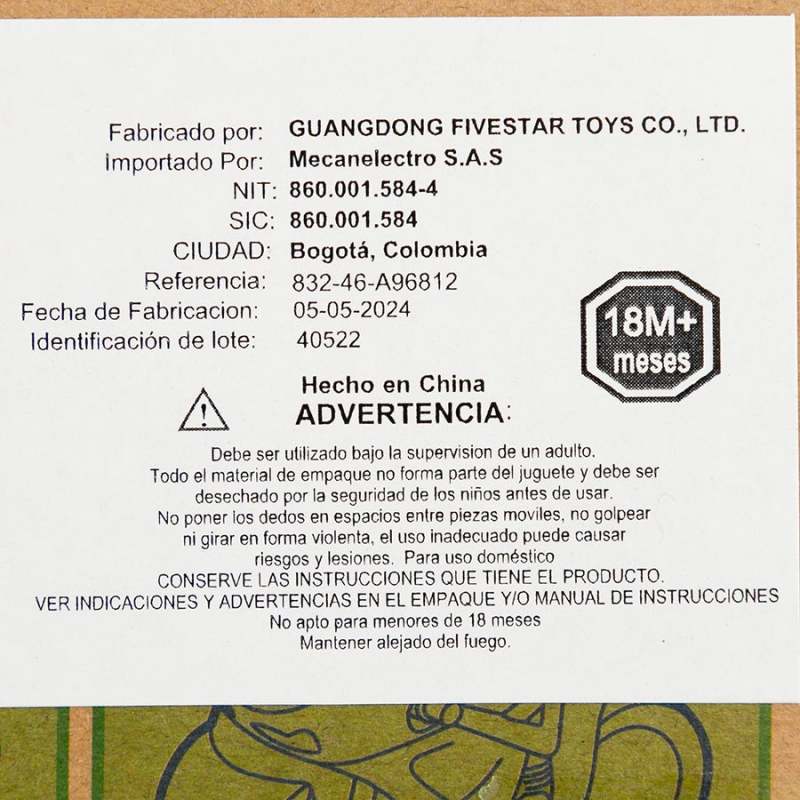 Fabricado por: GUANGDONG FIVESTAR TOYS CO., LTD.
Importado Por: Mecanelectro S.A.S
NIT: 860.001.584-4
SIC: 860.001.584
CIUDAD: Bogotá, Colombia
Referencia: 832-46-A96812
Fecha de Fabricacion: 05-05-2024
Identificación de lote: 40522
18M+
meses
Hecho en China
ADVERTENCIA:
Debe ser utilizado bajo la supervision de un adulto.
Todo el material de empaque no forma parte del juguete y debe ser
desechado por la seguridad de los niños antes de usar.
No poner los dedos en espacios entre piezas moviles, no golpear
ni girar en forma violenta, el uso inadecuado puede causar
riesgos y lesiones. Para uso doméstico
CONSERVE LAS INSTRUCCIONES QUE TIENE EL PRODUCTO.
VER INDICACIONES Y ADVERTENCIAS EN EL EMPAQUE Y/O MANUAL DE INSTRUCCIONES
No apto para menores de 18 meses
Mantener alejado del fuego.